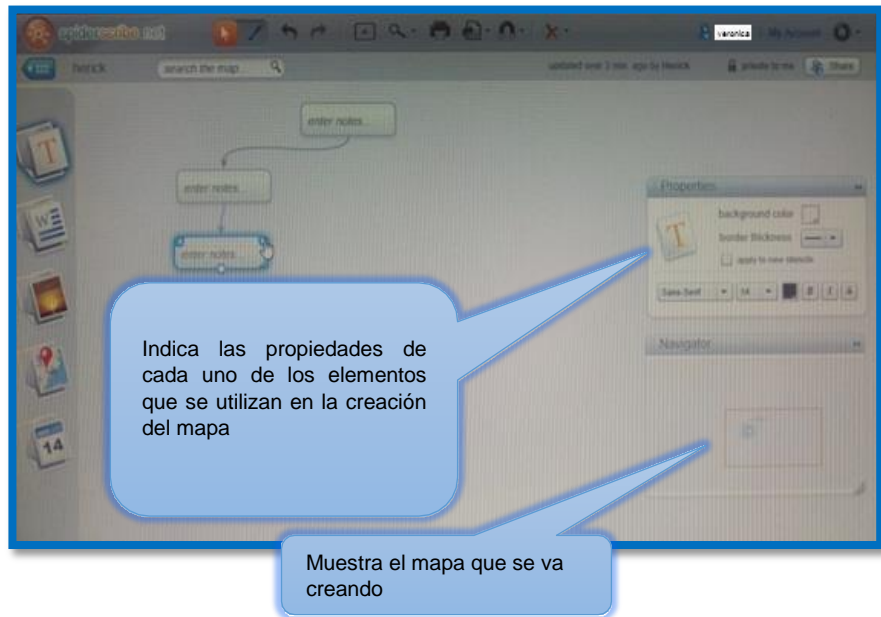 spiderscribe.net
veronica
My Account
herick
search the map...
updated over 1 min. ago by Herick
private to me
Share
enter notes...
enter notes...
enter notes...
T
W
14
Properties
T
background color
border thickness
apply to new stencils
Sans Serif
14
B
I
A
Navigator
Indica las propiedades de
cada uno de los elementos
que se utilizan en la creación
del mapa
Muestra el mapa que se va
creando